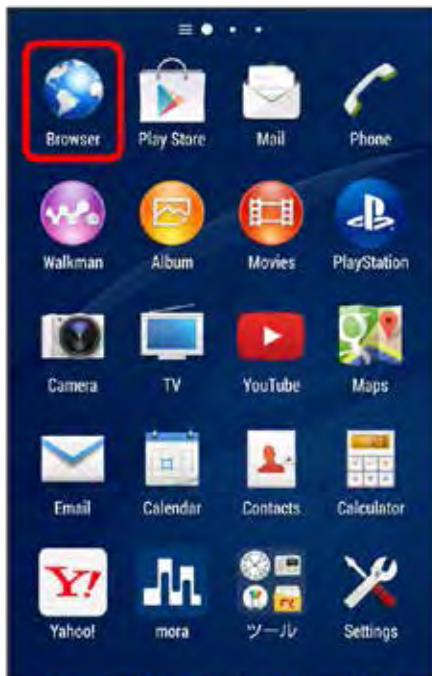 Browser Play Store Mail Phone
Walkman Album Movies PlayStation
Camera TV YouTube Maps
Email Calendar Contacts Calculator
Y!
Yahoo! mora ツール Settings